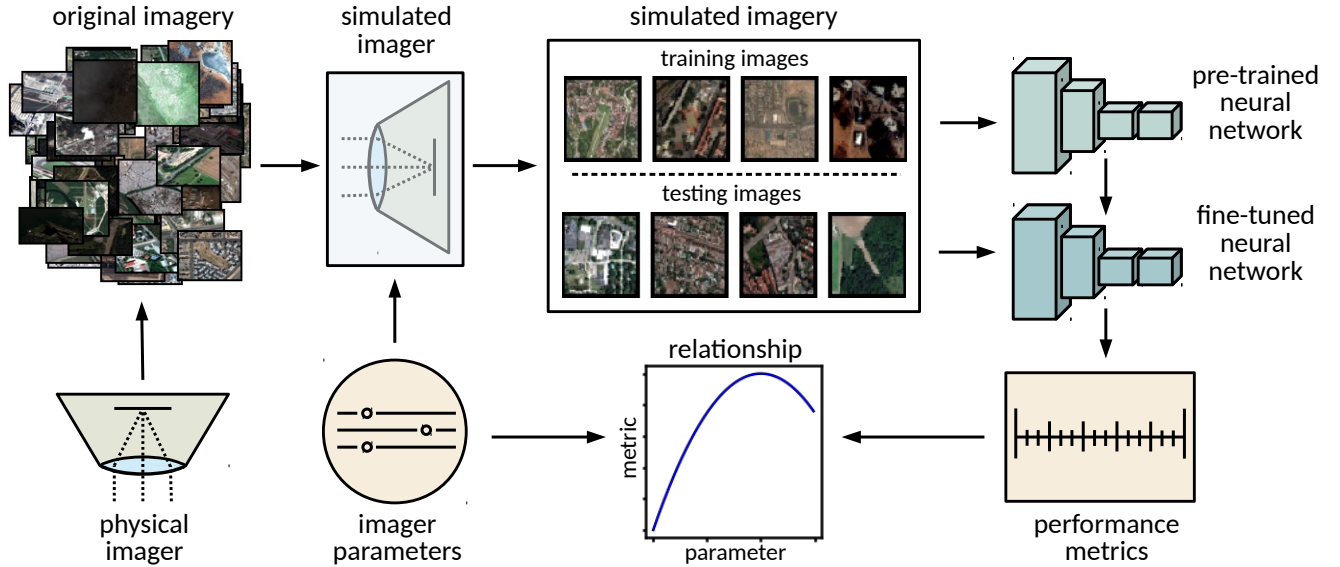 original imagery
simulated
imager
simulated imagery
training images
testing images
pre-trained
neural
network
fine-tuned
neural
network
physical
imager
imager
parameters
relationship
metric
parameter
performance
metrics